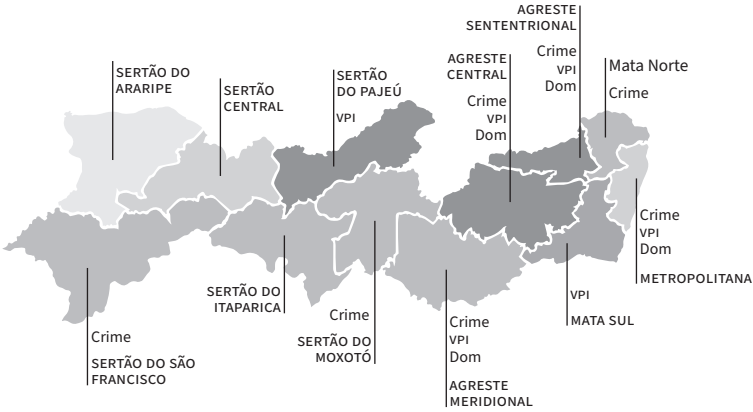 AGRESTE
SENTENTRIONAL
Crime
VPI
Dom
AGRESTE
CENTRAL
Crime
VPI
Dom
Mata Norte
Crime
SERTÃO DO
ARARIPE
SERTÃO
CENTRAL
SERTÃO
DO PAJEÚ
VPI
Crime
VPI
Dom
METROPOLITANA
VPI
MATA SUL
SERTÃO DO
ITAPARICA
Crime
SERTÃO DO
MOXOTÓ
Crime
VPI
Dom
AGRESTE
MERIDIONAL
Crime
SERTÃO DO SÃO
FRANCISCO